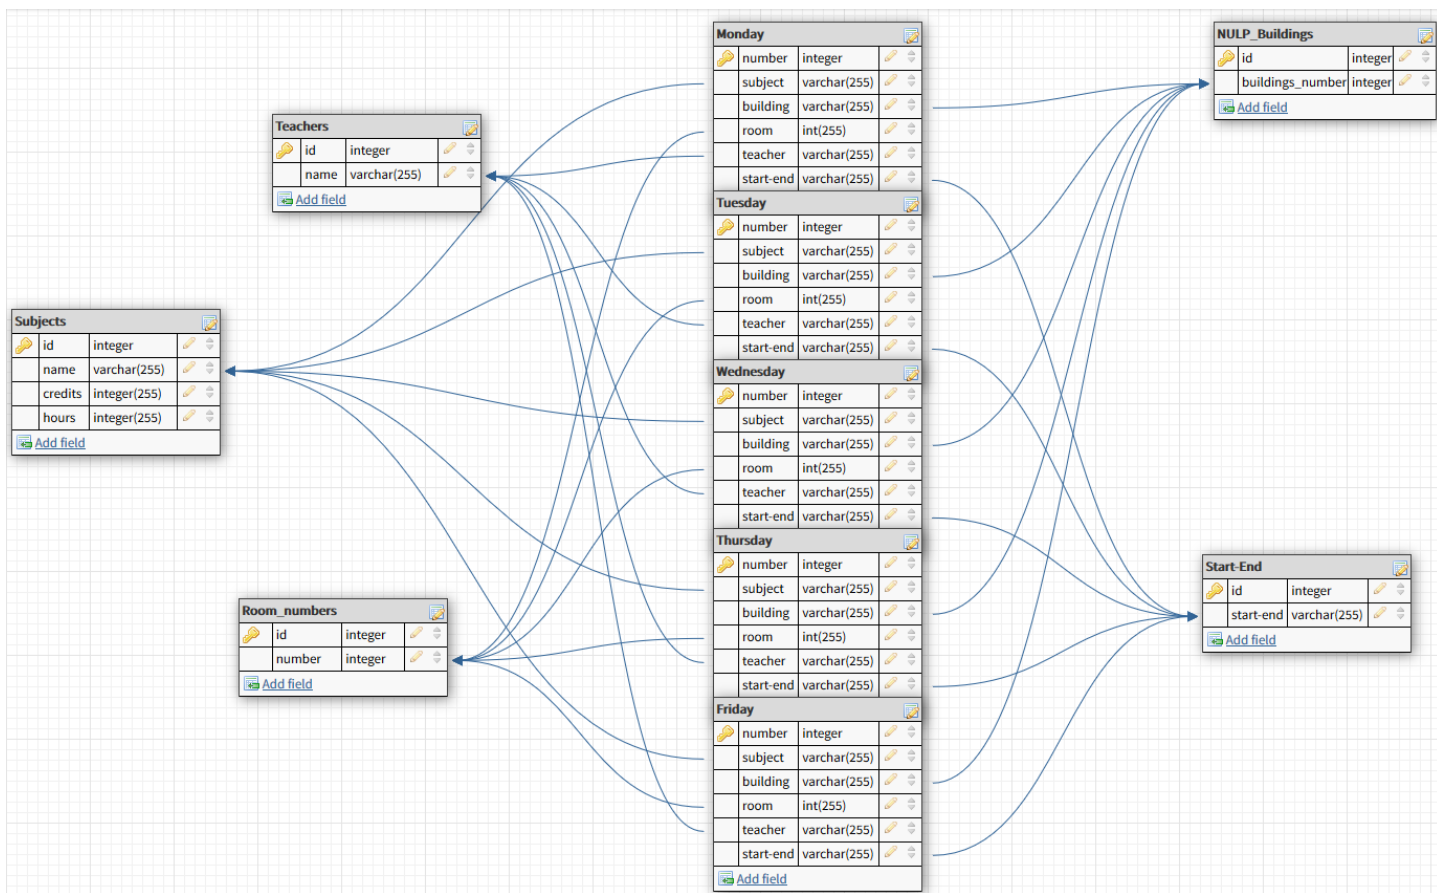 Monday
number integer
subject varchar(255)
building varchar(255)
room int(255)
teacher varchar(255)
start-end varchar(255)
Tuesday
number integer
subject varchar(255)
building varchar(255)
room int(255)
teacher varchar(255)
start-end varchar(255)
Wednesday
number integer
subject varchar(255)
building varchar(255)
room int(255)
teacher varchar(255)
start-end varchar(255)
Thursday
number integer
subject varchar(255)
building varchar(255)
room int(255)
teacher varchar(255)
start-end varchar(255)
Friday
number integer
subject varchar(255)
building varchar(255)
room int(255)
teacher varchar(255)
start-end varchar(255)
Add field
NULP_Buildings
id integer
buildings_number integer
Add field
Teachers
id integer
name varchar(255)
Add field
Subjects
id integer
name varchar(255)
credits integer(255)
hours integer(255)
Add field
Room_numbers
id integer
number integer
Add field
Start-End
id integer
start-end varchar(255)
Add field